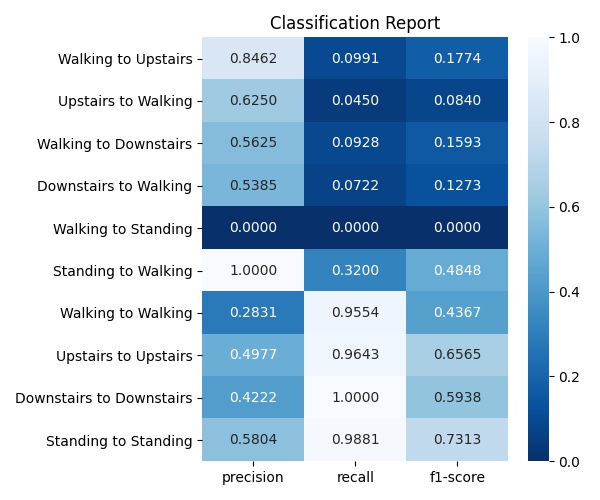 Classification Report
Walking to Upstairs 0.8462 0.0991 0.1774
Upstairs to Walking 0.6250 0.0450 0.0840
Walking to Downstairs 0.5625 0.0928 0.1593
Downstairs to Walking 0.5385 0.0722 0.1273
Walking to Standing 0.0000 0.0000 0.0000
Standing to Walking 1.0000 0.3200 0.4848
Walking to Walking 0.2831 0.9554 0.4367
Upstairs to Upstairs 0.4977 0.9643 0.6565
Downstairs to Downstairs 0.4222 1.0000 0.5938
Standing to Standing 0.5804 0.9881 0.7313
precision recall f1-score
1.0
0.8
0.6
0.4
0.2
0.0